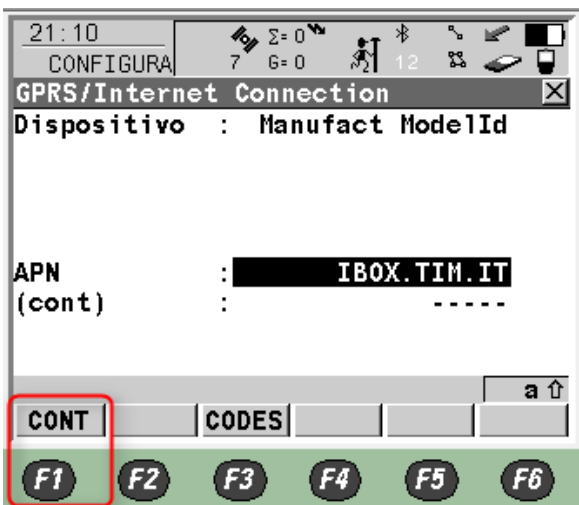 21:10 Σ=0
CONFIGURA 7 G=0 12
GPRS/Internet Connection
Dispositivo : Manufact ModelId
APN : IBOX.TIM.IT
(cont) : -----
a
CONT CODES
F1 F2 F3 F4 F5 F6